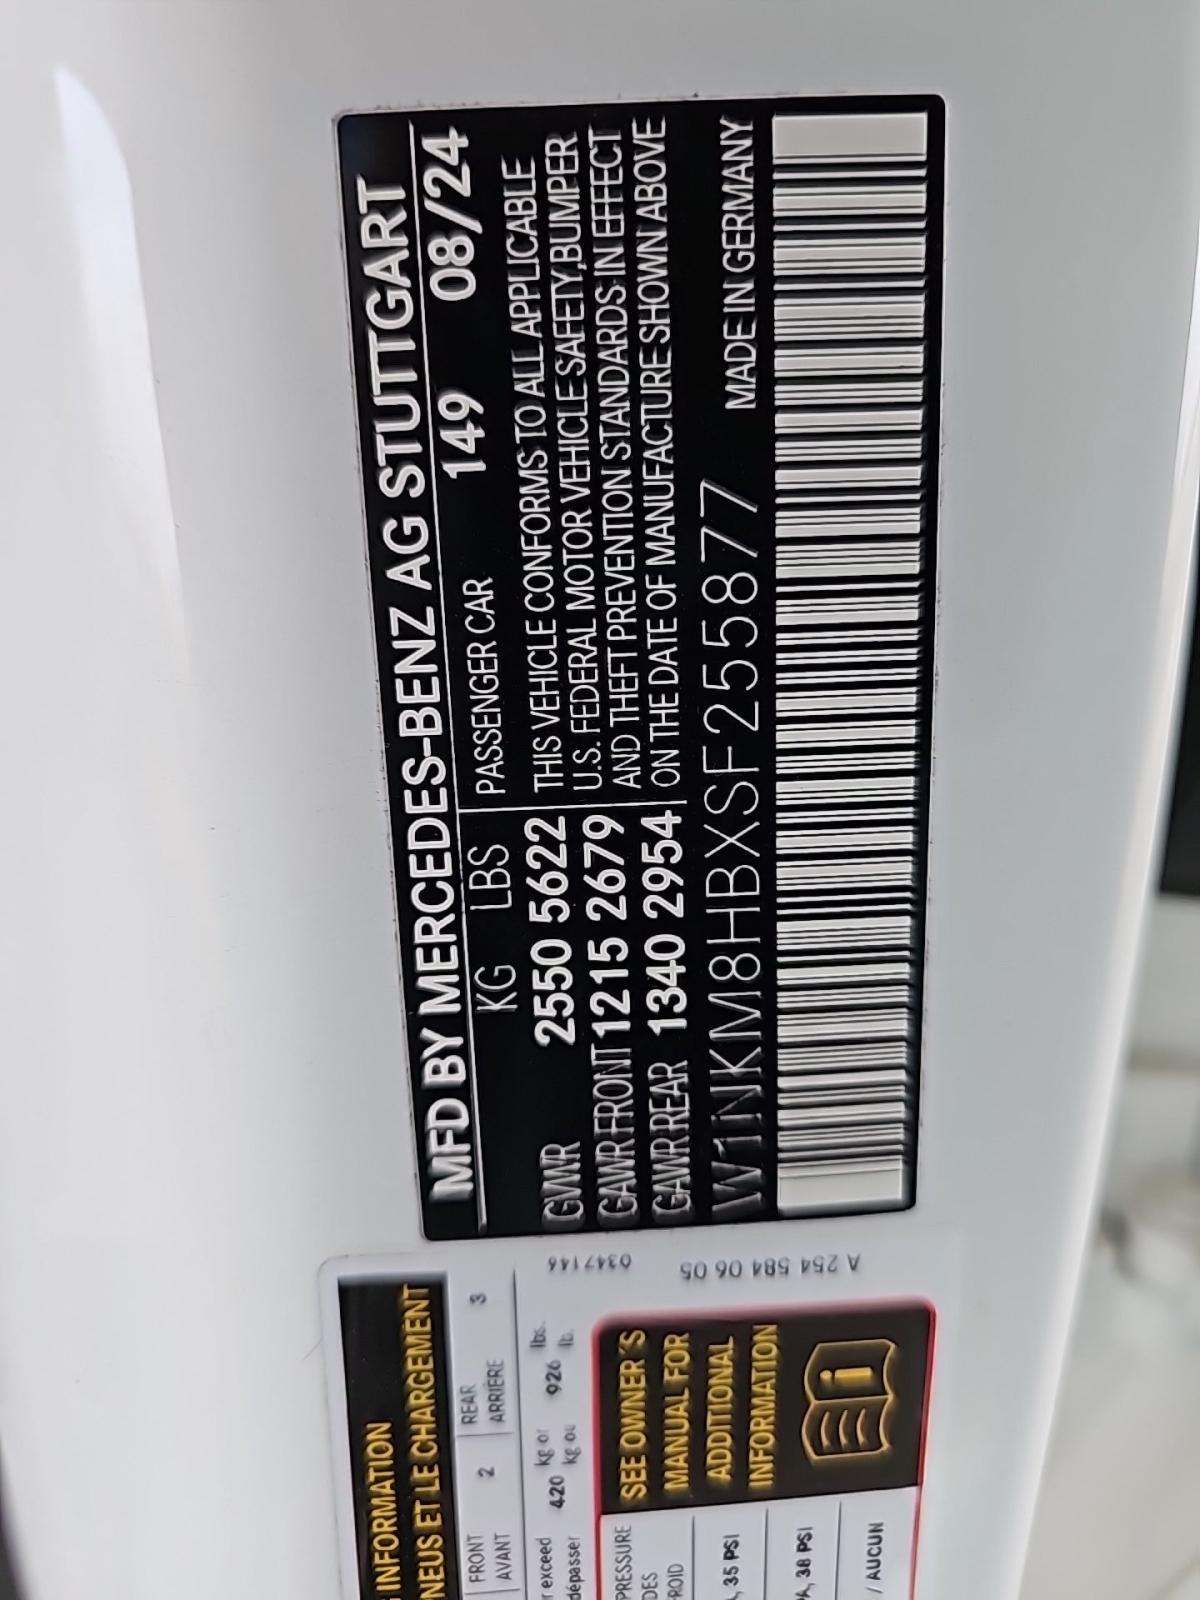 MFD BY MERCEDES-BENZ AG STUTTGART
KG LBS PASSENGER CAR 149 08/24
GVWR 2550 5622
GAWR FRONT 1215 2679
GAWR REAR 1340 2954
THIS VEHICLE CONFORMS TO ALL APPLICABLE
U.S. FEDERAL MOTOR VEHICLE SAFETY, BUMPER
AND THEFT PREVENTION STANDARDS IN EFFECT
ON THE DATE OF MANUFACTURE SHOWN ABOVE
W1NKM8HBXSF255877 MADE IN GERMANY
INFORMATION
NEUS ET LE CHARGEMENT
FRONT 2 REAR 3
AVANT ARRIÈRE
exceed 420 kg or 926 lbs.
dépasser kg ou lb.
0347146
A 254 584 06 05
SEE OWNER'S
MANUAL FOR
ADDITIONAL
INFORMATION
PRESSURE
DES
ROID
, 35 PSI
PA, 38 PSI
/ AUCUN